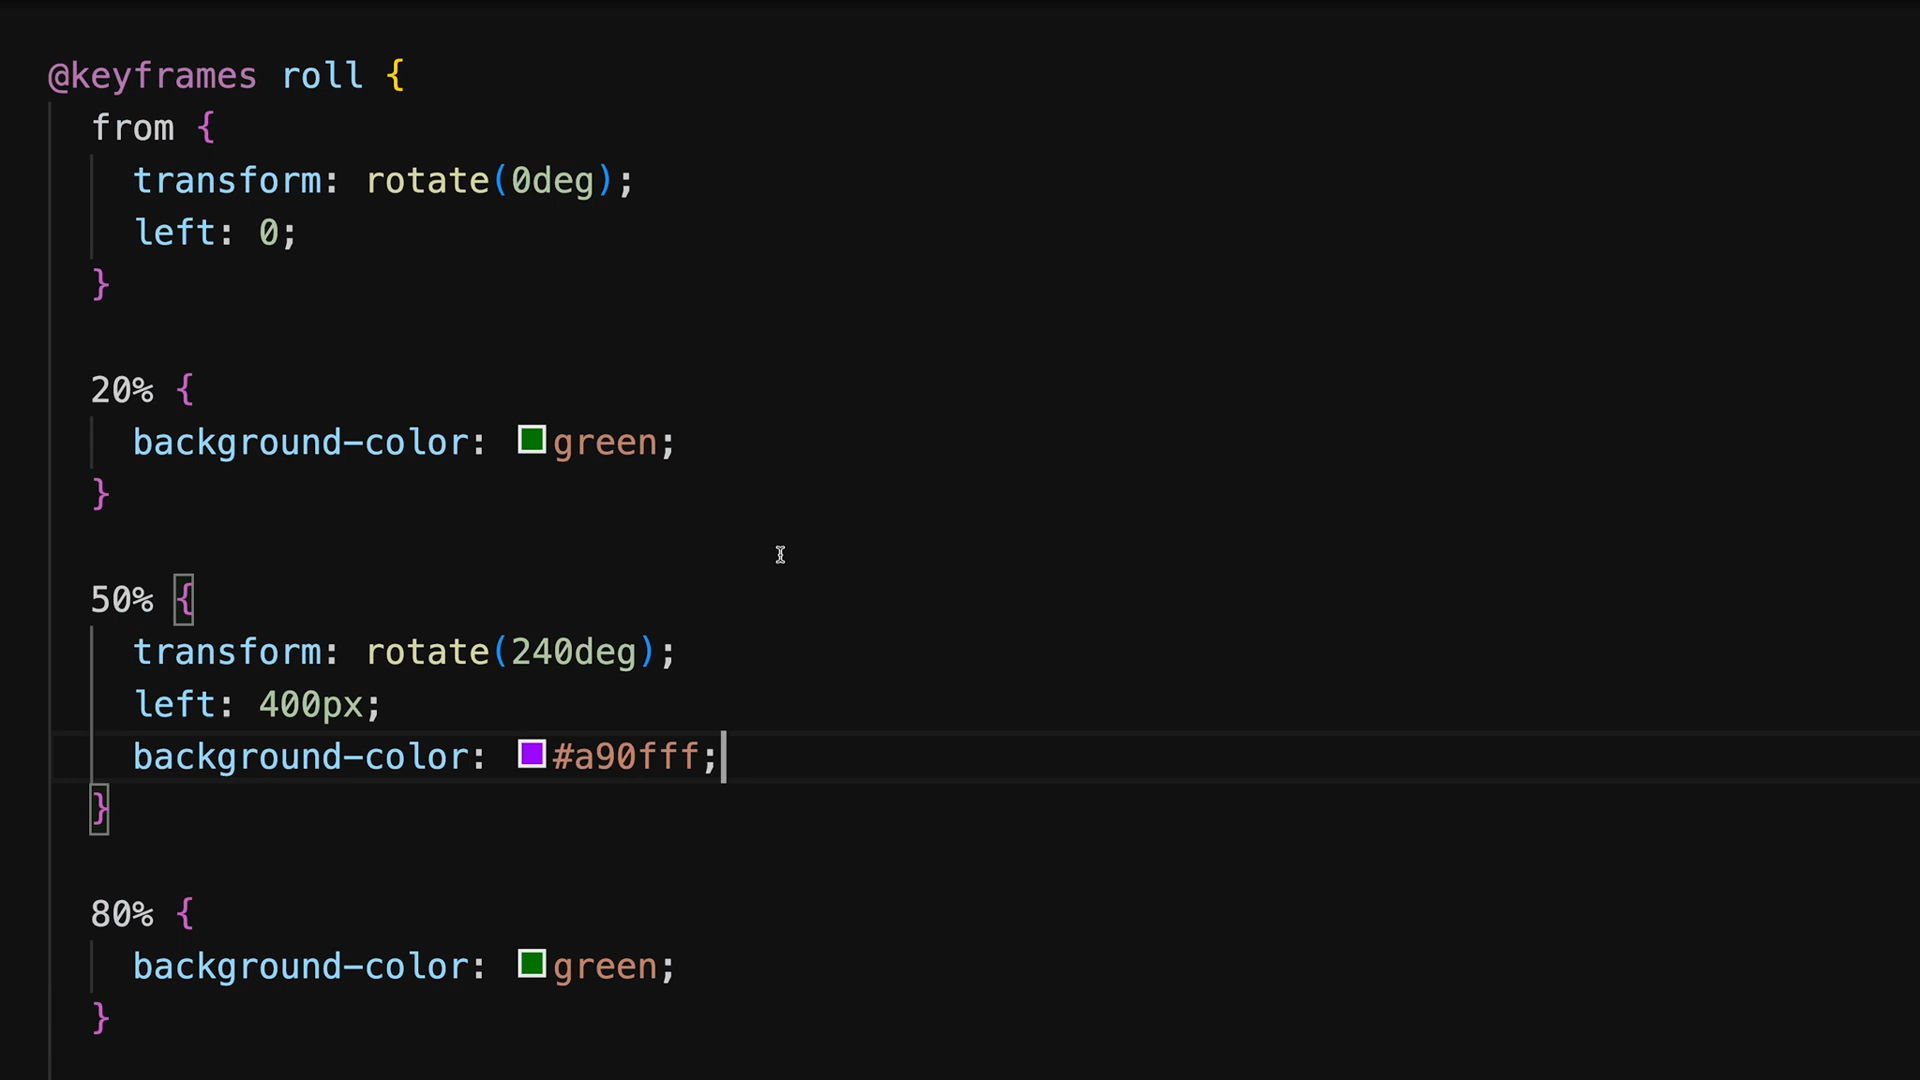 @keyframes roll {
from {
transform: rotate(0deg);
left: 0;
}
20% {
background-color: green;
}
50% {
transform: rotate(240deg);
left: 400px;
background-color: #a90fff;
}
80% {
background-color: green;
}